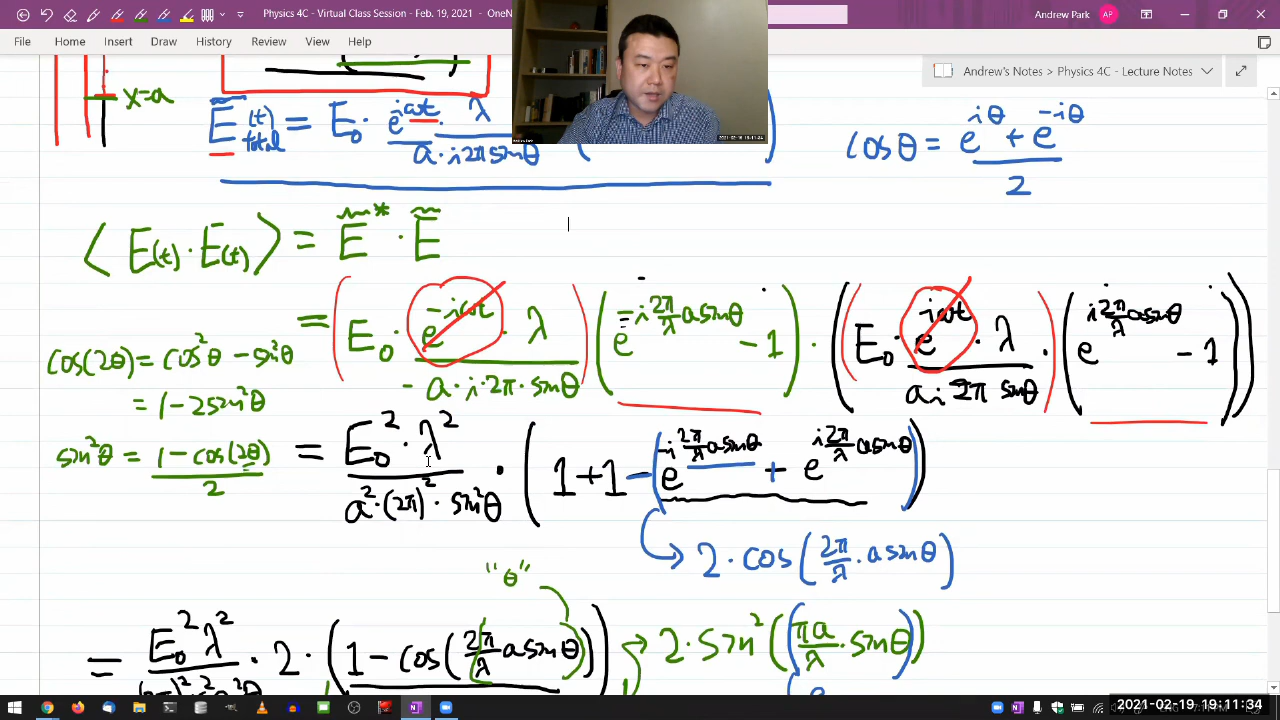 Physics 4C - Virtual Class Session - Feb. 19, 2021
Andrew Park AP
File Home Insert Draw History Review View Help
Andrew's Notes > Physics 4C - Lecture Notes
x=a
E total (t) = E₀ · e^{iωt} · λ / a·i2π sinθ (
cosθ = e^{iθ} + e^{-iθ} / 2
⟨ E(t) · E(t) ⟩ = Ẽ* · Ẽ
= ( E₀ · e^{-iωt} · λ / -a·i·2π·sinθ ) ( e^{-i 2π/λ a sinθ} - 1 ) · ( ( E₀ · e^{-iωt} · λ / a i 2π sinθ ) · ( e^{i 2π/λ a sinθ} - 1 ) )
cos(2θ) = cos²θ - sin²θ
= 1 - 2sin²θ
sin²θ = 1 - cos(2θ) / 2
= E₀² · λ² / a²·(2π)²·sin²θ · ( 1 + 1 - ( e^{-i 2π/λ a sinθ} + e^{i 2π/λ a sinθ} ) )
→ 2 · cos( 2π/λ · a sinθ )
"θ"
= E₀² λ² · 2 · ( 1 - cos( 2π/λ a sinθ ) ) → 2 · sin² ( πa/λ · sinθ )
2021-02-19 19:11:34